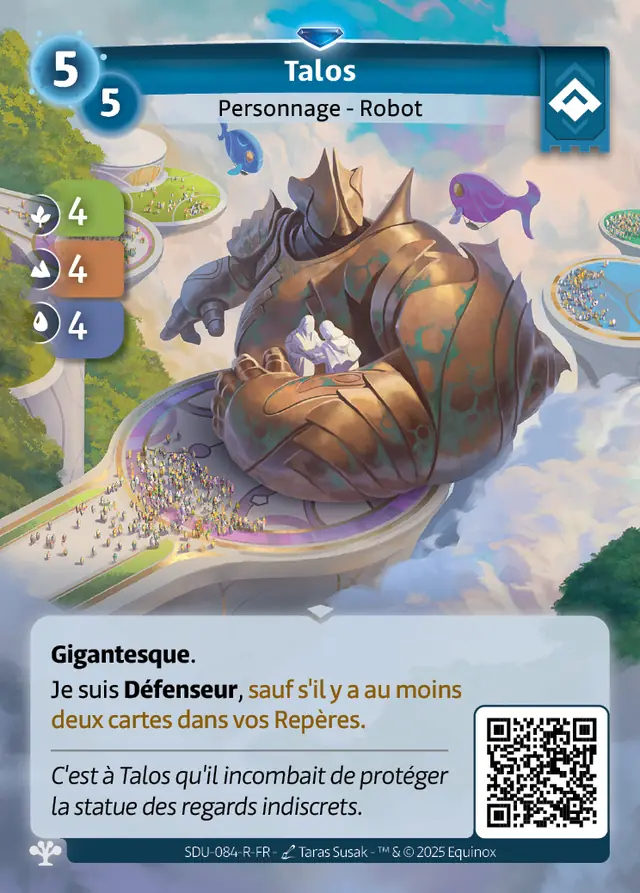 5
5
Talos
Personnage - Robot
4
4
4
Gigantesque.
Je suis Défenseur, sauf s'il y a au moins
deux cartes dans vos Repères.
C'est à Talos qu'il incombait de protéger
la statue des regards indiscrets.
SDU-084-R-FR - Taras Susak - ™ & © 2025 Equinox